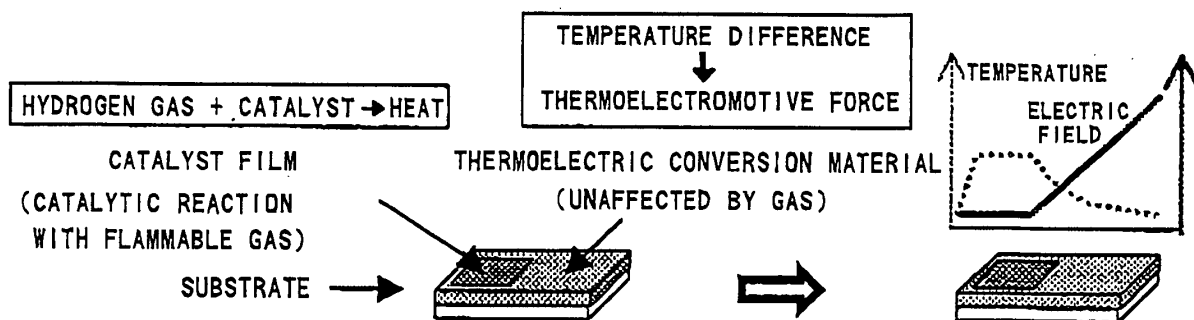 TEMPERATURE DIFFERENCE
THERMOELECTROMOTIVE FORCE
HYDROGEN GAS + CATALYST → HEAT
CATALYST FILM
(CATALYTIC REACTION
WITH FLAMMABLE GAS)
THERMOELECTRIC CONVERSION MATERIAL
(UNAFFECTED BY GAS)
SUBSTRATE
TEMPERATURE
ELECTRIC
FIELD